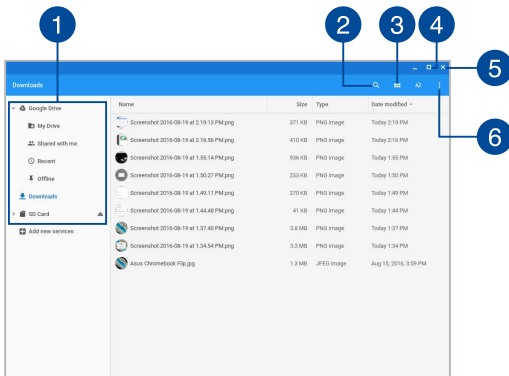 1
2
3
4
5
6
Downloads
AZ
Google Drive
My Drive
Shared with me
Recent
Offline
Downloads
SD Card
Add new services
Name Size Type Date modified
Screenshot 2016-08-19 at 2.19.13 PM.png 371 KB PNG image Today 2:19 PM
Screenshot 2016-08-19 at 2.16.56 PM.png 410 KB PNG image Today 2:16 PM
Screenshot 2016-08-19 at 1.55.14 PM.png 936 KB PNG image Today 1:55 PM
Screenshot 2016-08-19 at 1.50.27 PM.png 233 KB PNG image Today 1:50 PM
Screenshot 2016-08-19 at 1.49.11 PM.png 270 KB PNG image Today 1:49 PM
Screenshot 2016-08-19 at 1.44.48 PM.png 41 KB PNG image Today 1:44 PM
Screenshot 2016-08-19 at 1.37.40 PM.png 3.8 MB PNG image Today 1:37 PM
Screenshot 2016-08-19 at 1.34.54 PM.png 3.3 MB PNG image Today 1:34 PM
Asus Chromebook Flip.jpg 1.3 MB JPEG image Aug 15, 2016, 3:59 PM